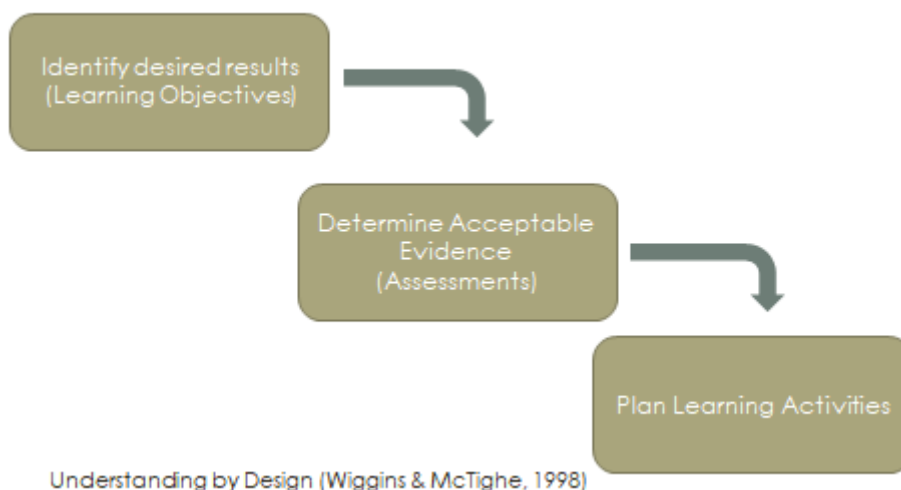 Identify desired results
(Learning Objectives)
Determine Acceptable
Evidence
(Assessments)
Plan Learning Activities
Understanding by Design (Wiggins & McTighe, 1998)